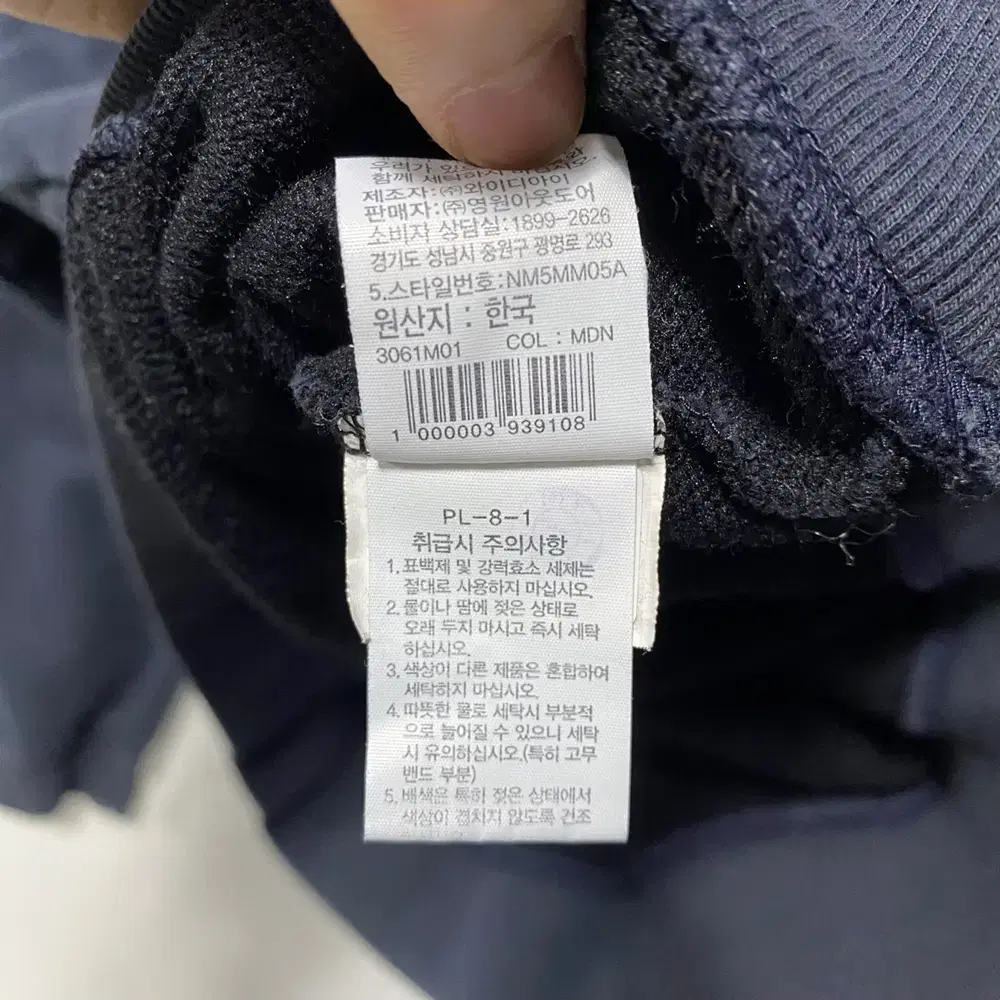 함께 세탁하지
제조자:(주)와이디아이
판매자:(주)영원아웃도어
소비자 상담실:1899-2626
경기도 성남시 중원구 광명로 293
5.스타일번호:NM5MM05A
원산지 : 한국
3061M01 COL : MDN
1 000003 939108
PL-8-1
취급시 주의사항
1. 표백제 및 강력효소 세제는
절대로 사용하지 마십시오.
2. 물이나 땀에 젖은 상태로
오래 두지 마시고 즉시 세탁
하십시오.
3. 색상이 다른 제품은 혼합하여
세탁하지 마십시오.
4. 따뜻한 물로 세탁시 부분적
으로 늘어질 수 있으니 세탁
시 유의하십시오.(특히 고무
밴드 부분)
5. 배색은 특히 젖은 상태에서
색상이 겹치지 않도록 건조